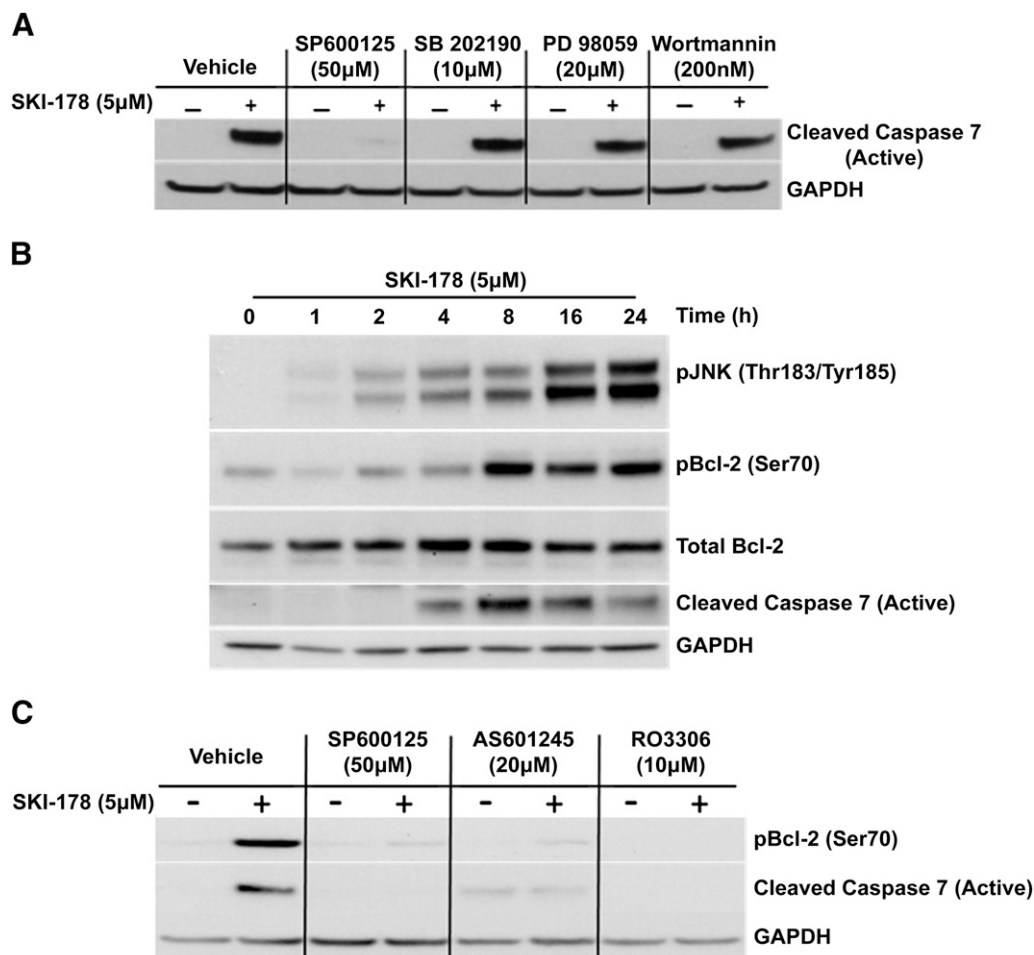 A
Vehicle SP600125 SB 202190 PD 98059 Wortmannin
(50µM) (10µM) (20µM) (200nM)
SKI-178 (5µM) – + – + – + – + – +
Cleaved Caspase 7
(Active)
GAPDH
B
SKI-178 (5µM)
0 1 2 4 8 16 24 Time (h)
pJNK (Thr183/Tyr185)
pBcl-2 (Ser70)
Total Bcl-2
Cleaved Caspase 7 (Active)
GAPDH
C
Vehicle SP600125 AS601245 RO3306
(50µM) (20µM) (10µM)
SKI-178 (5µM) - + - + - + - +
pBcl-2 (Ser70)
Cleaved Caspase 7 (Active)
GAPDH